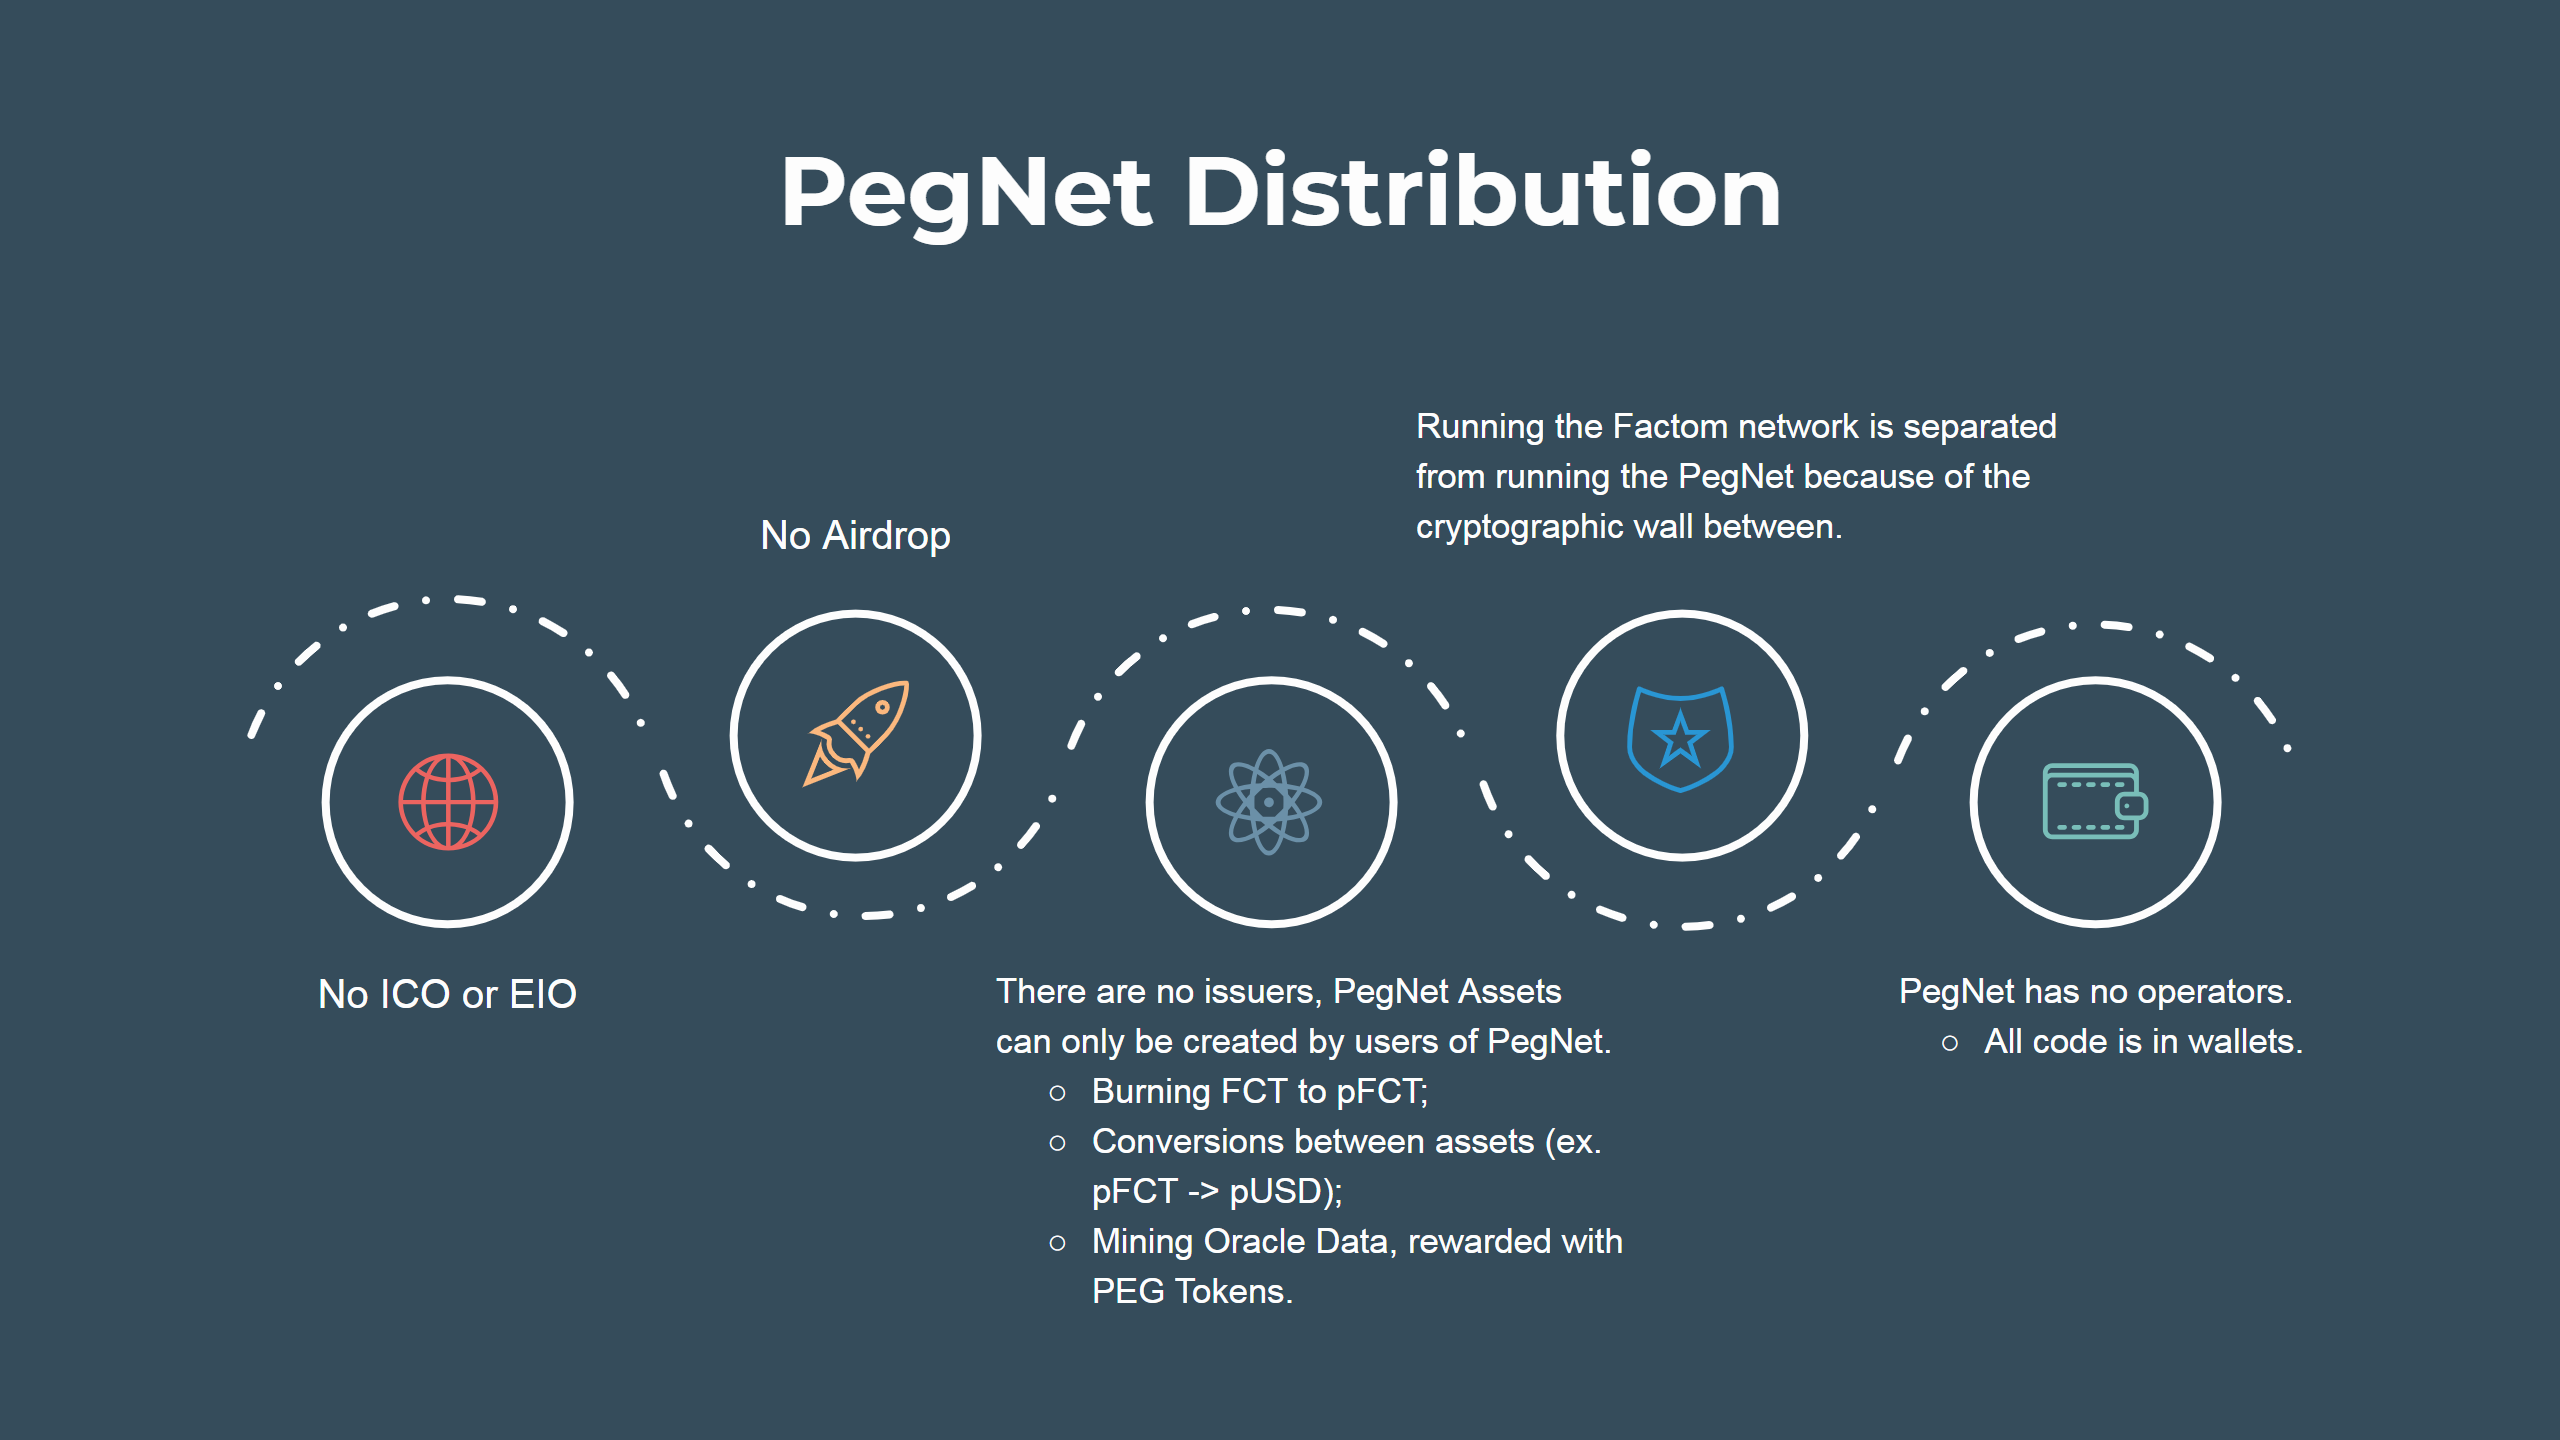 PegNet Distribution
No ICO or EIO
No Airdrop
There are no issuers, PegNet Assets
can only be created by users of PegNet.
○ Burning FCT to pFCT;
○ Conversions between assets (ex.
pFCT -> pUSD);
○ Mining Oracle Data, rewarded with
PEG Tokens.
Running the Factom network is separated
from running the PegNet because of the
cryptographic wall between.
PegNet has no operators.
○ All code is in wallets.